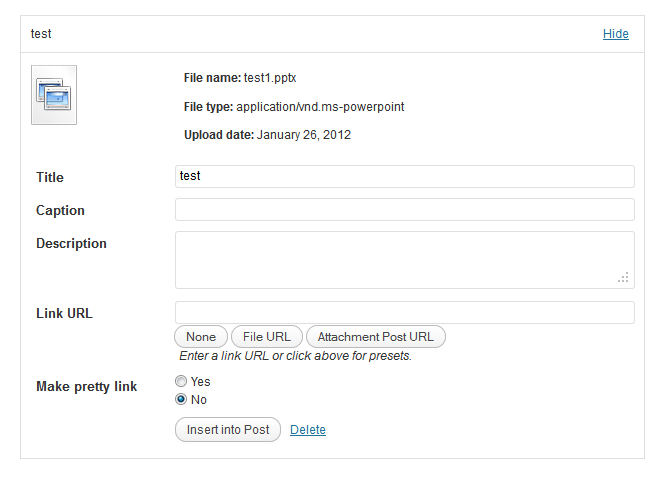 test Hide
File name: test1.pptx
File type: application/vnd.ms-powerpoint
Upload date: January 26, 2012
Title test
Caption
Description
Link URL
None File URL Attachment Post URL
Enter a link URL or click above for presets.
Make pretty link Yes
No
Insert into Post Delete